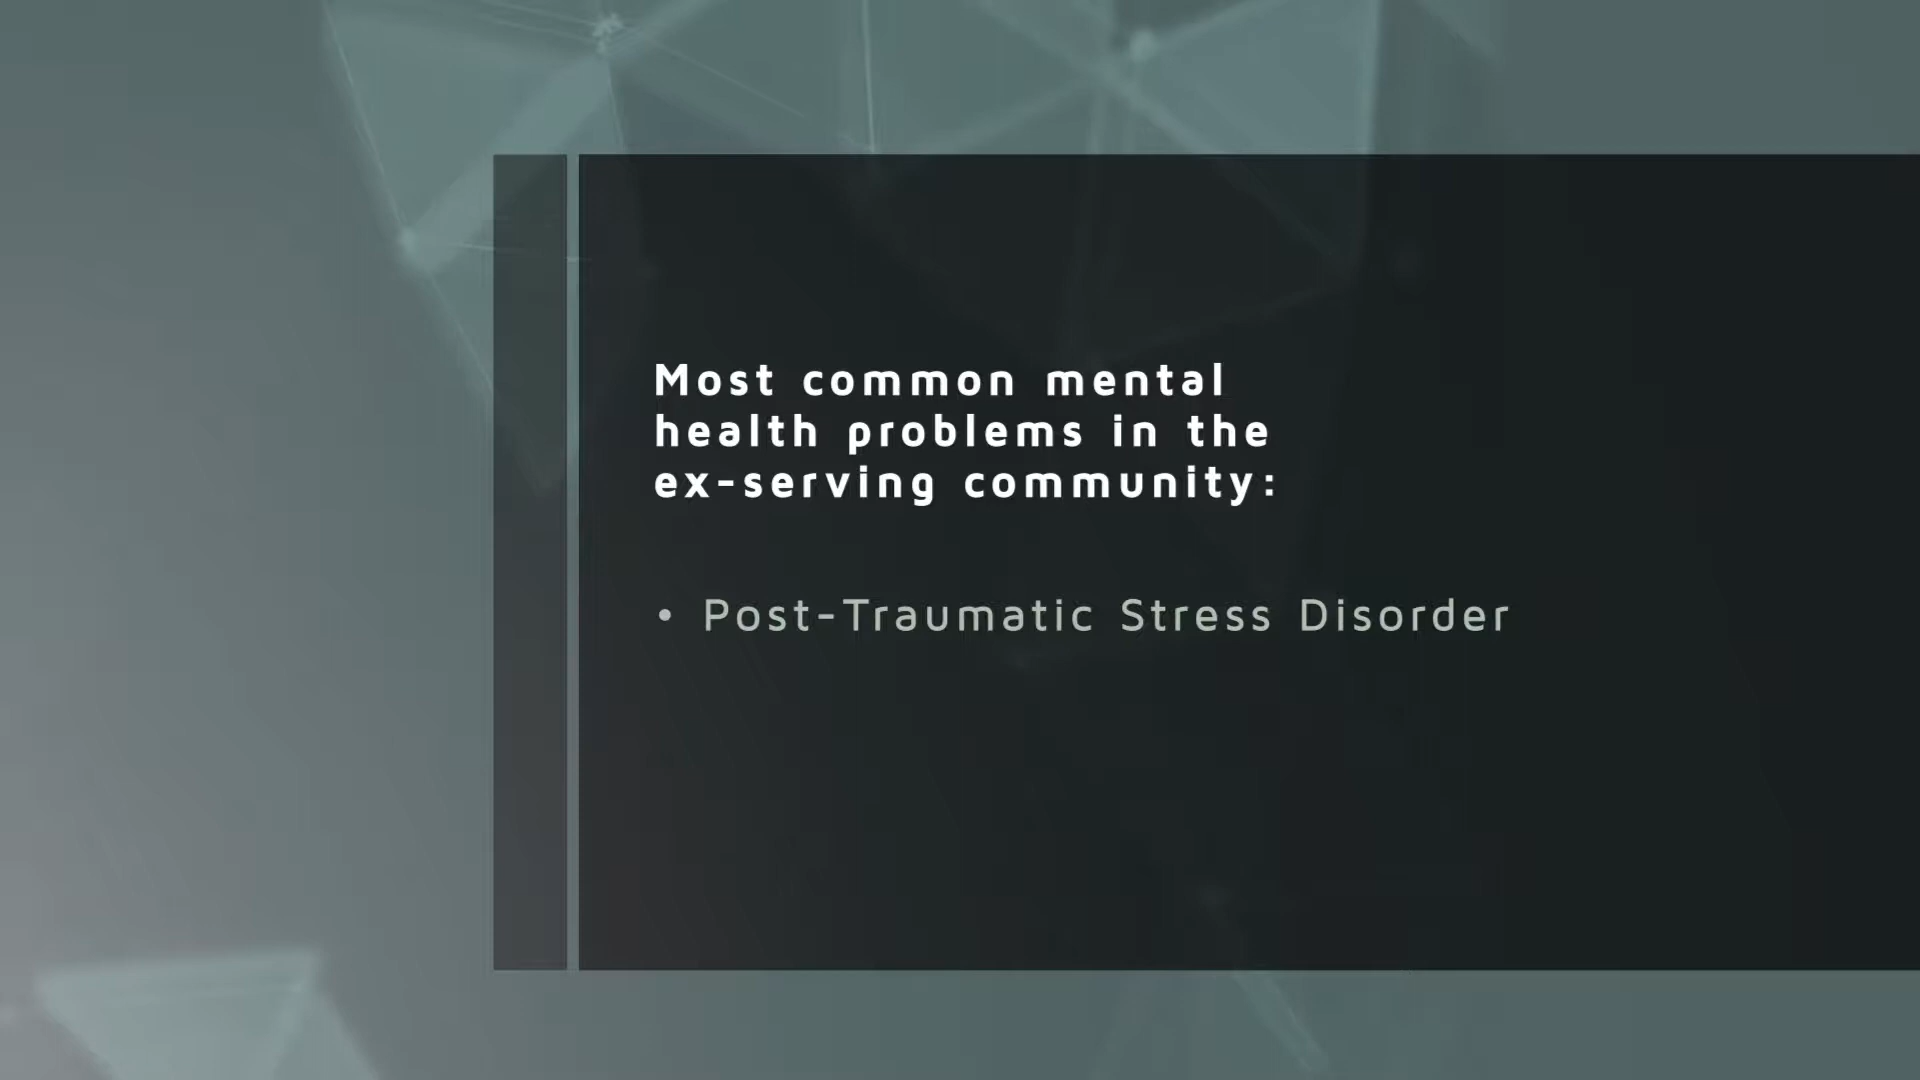 Most common mental
health problems in the
ex-serving community:
• Post-Traumatic Stress Disorder